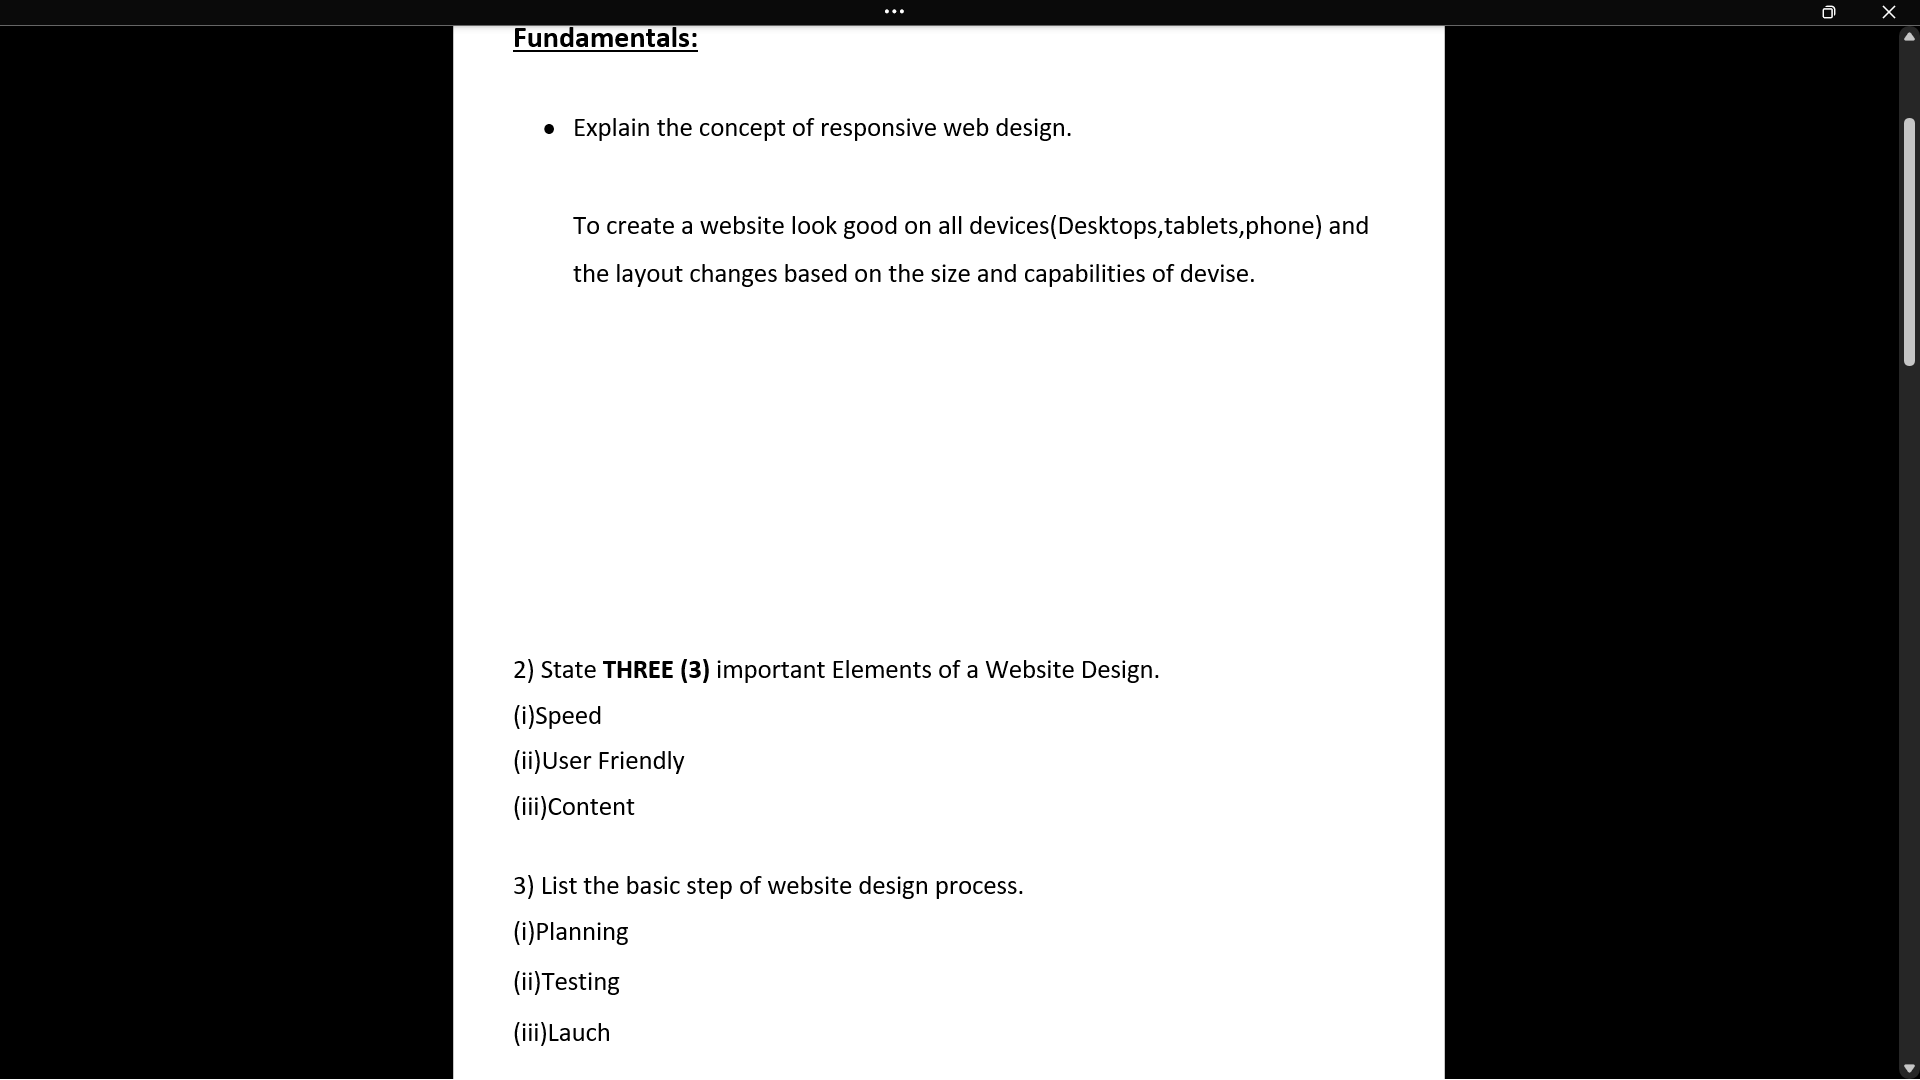 Fundamentals:
• Explain the concept of responsive web design.
To create a website look good on all devices(Desktops,tablets,phone) and
the layout changes based on the size and capabilities of devise.
2) State THREE (3) important Elements of a Website Design.
(i)Speed
(ii)User Friendly
(iii)Content
3) List the basic step of website design process.
(i)Planning
(ii)Testing
(iii)Lauch